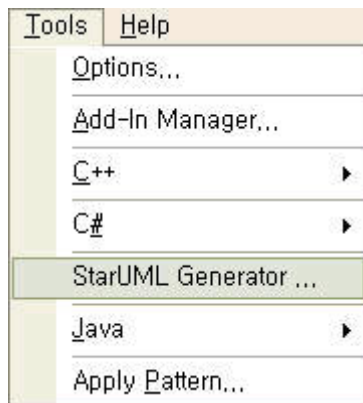 Tools Help
Options...
Add-In Manager...
C++
C#
StarUML Generator ...
Java
Apply Pattern...